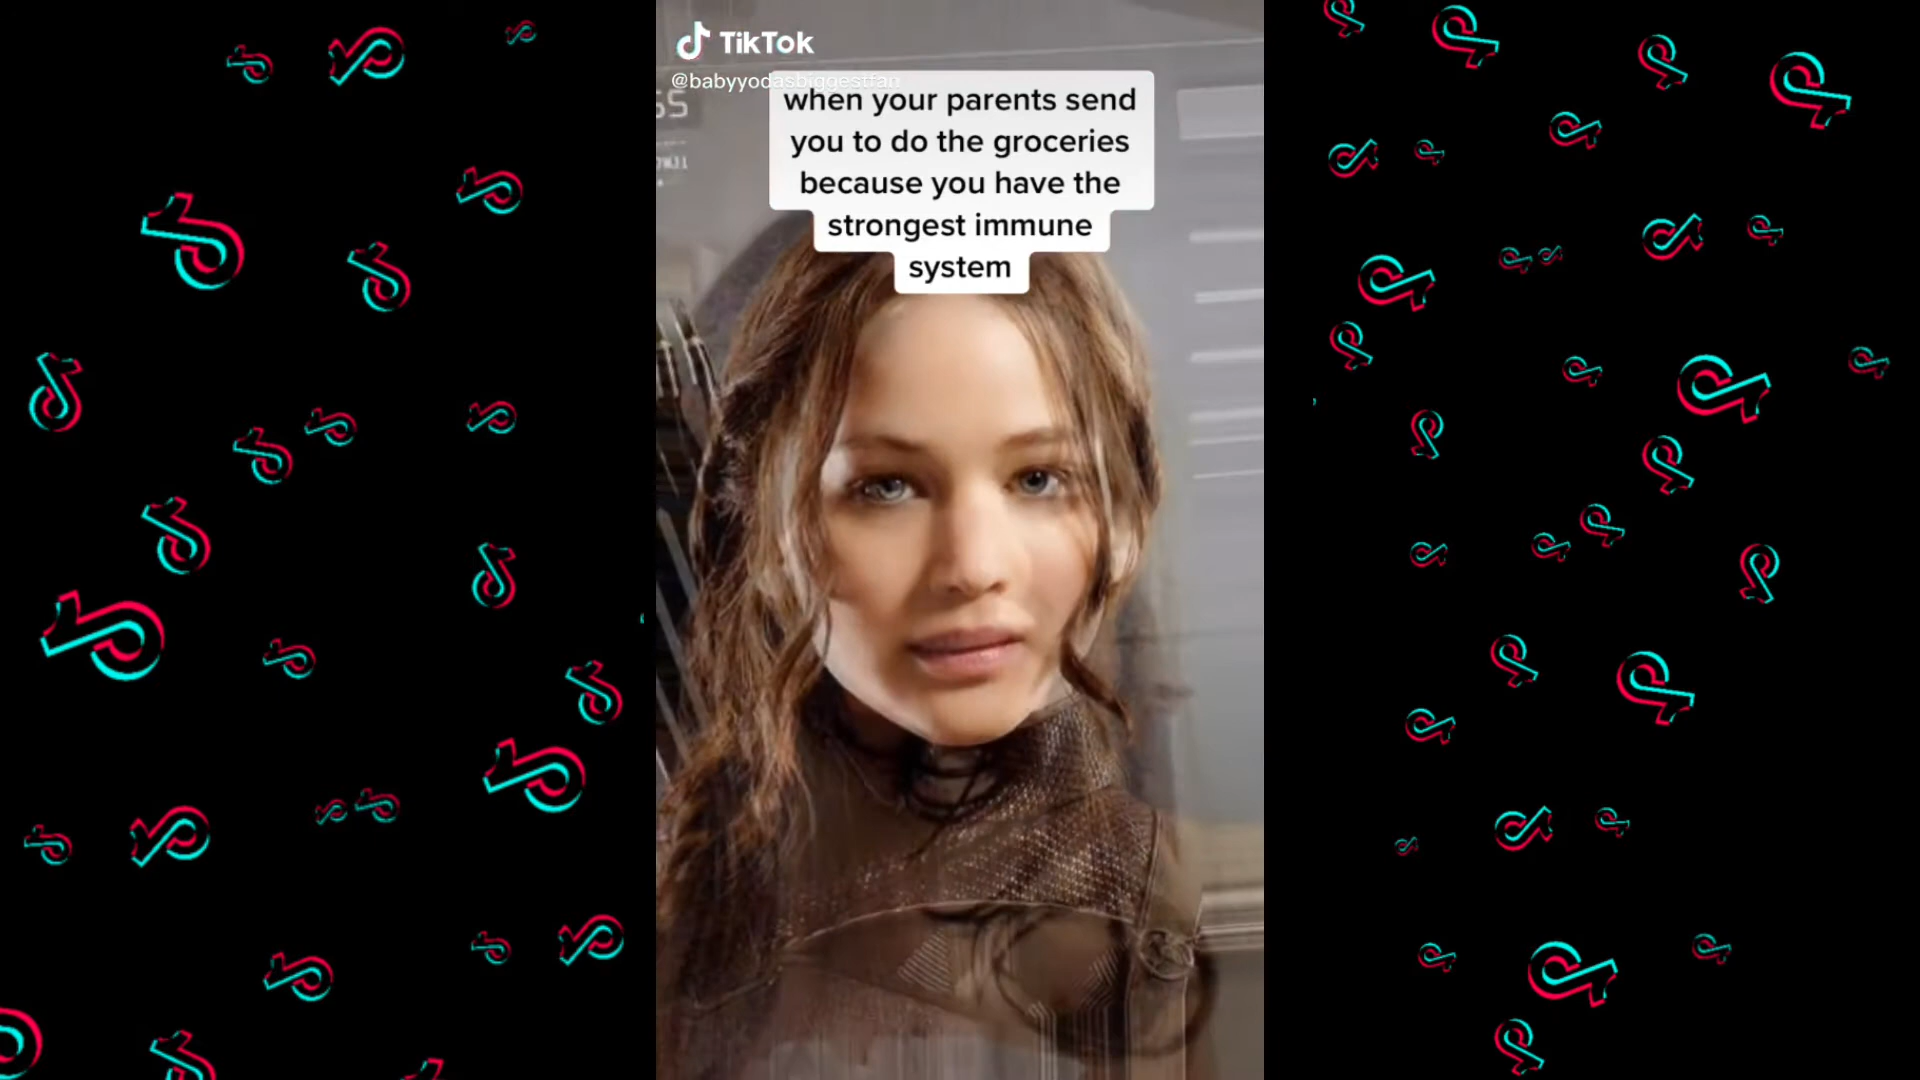 TikTok
@babyyodasbiggestfan
when your parents send
you to do the groceries
because you have the
strongest immune
system